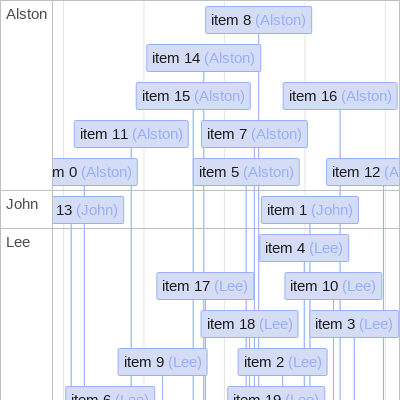 Alston
item 8 (Alston)
item 14 (Alston)
item 15 (Alston)
item 16 (Alston)
item 11 (Alston)
item 7 (Alston)
m 0 (Alston)
item 5 (Alston)
item 12 (A
John
13 (John)
item 1 (John)
Lee
item 4 (Lee)
item 17 (Lee)
item 10 (Lee)
item 18 (Lee)
item 3 (Lee)
item 9 (Lee)
item 2 (Lee)
item 6 (Lee)
item 19 (Lee)